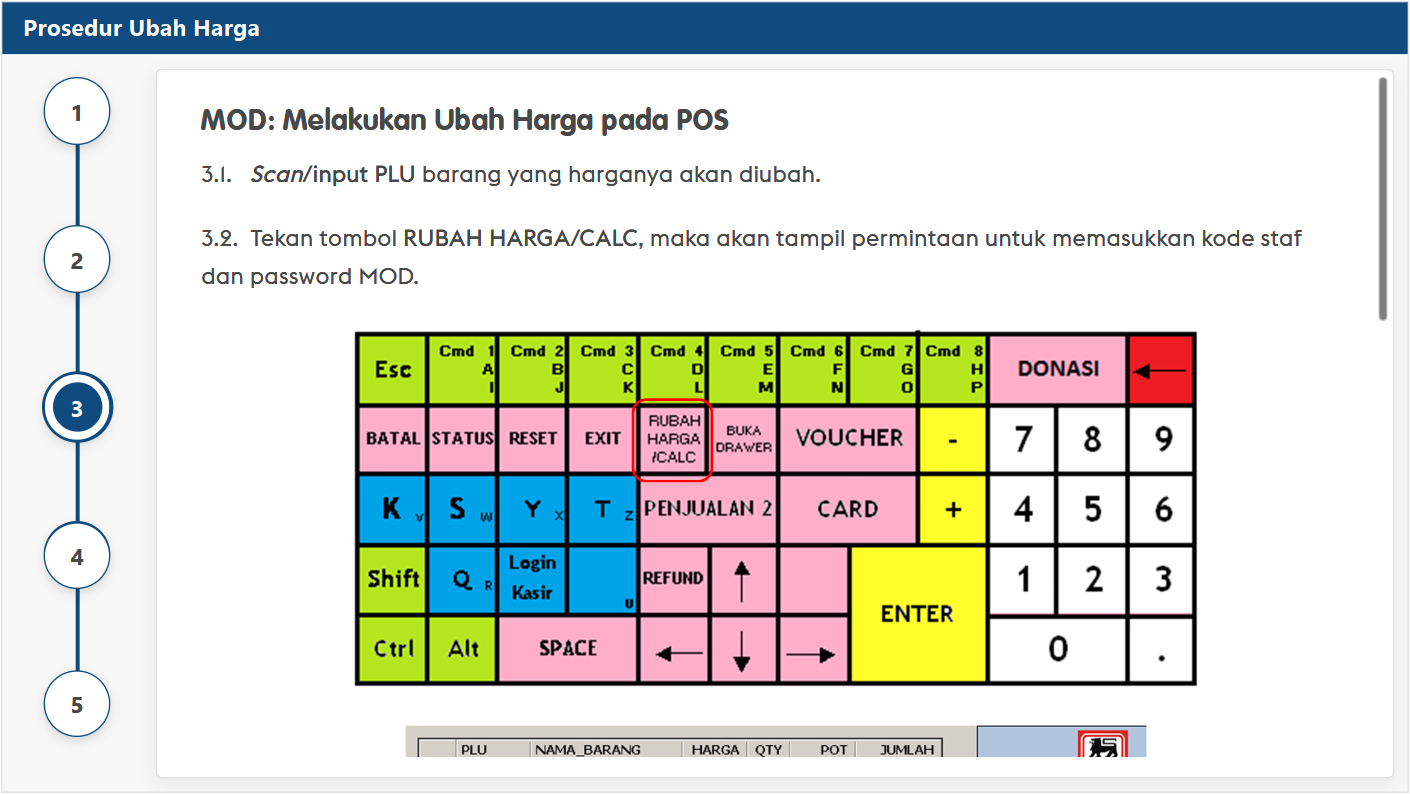 Prosedur Ubah Harga
1
2
3
4
5
MOD: Melakukan Ubah Harga pada POS
3.1. Scan/input PLU barang yang harganya akan diubah.
3.2. Tekan tombol RUBAH HARGA/CALC, maka akan tampil permintaan untuk memasukkan kode staf
dan password MOD.
Esc
Cmd 1
A
I
Cmd 2
B
J
Cmd 3
C
K
Cmd 4
D
L
Cmd 5
E
M
Cmd 6
F
N
Cmd 7
G
O
Cmd 8
H
P
DONASI
BATAL
STATUS
RESET
EXIT
RUBAH
HARGA
/CALC
BUKA
DRAWER
VOUCHER
-
7
8
9
K V
S W
Y X
T Z
PENJUALAN 2
CARD
+
4
5
6
Shift
Q R
Login
Kasir
U
REFUND
ENTER
1
2
3
Ctrl
Alt
SPACE
0
.
PLU NAMA_BARANG HARGA QTY POT JUMLAH